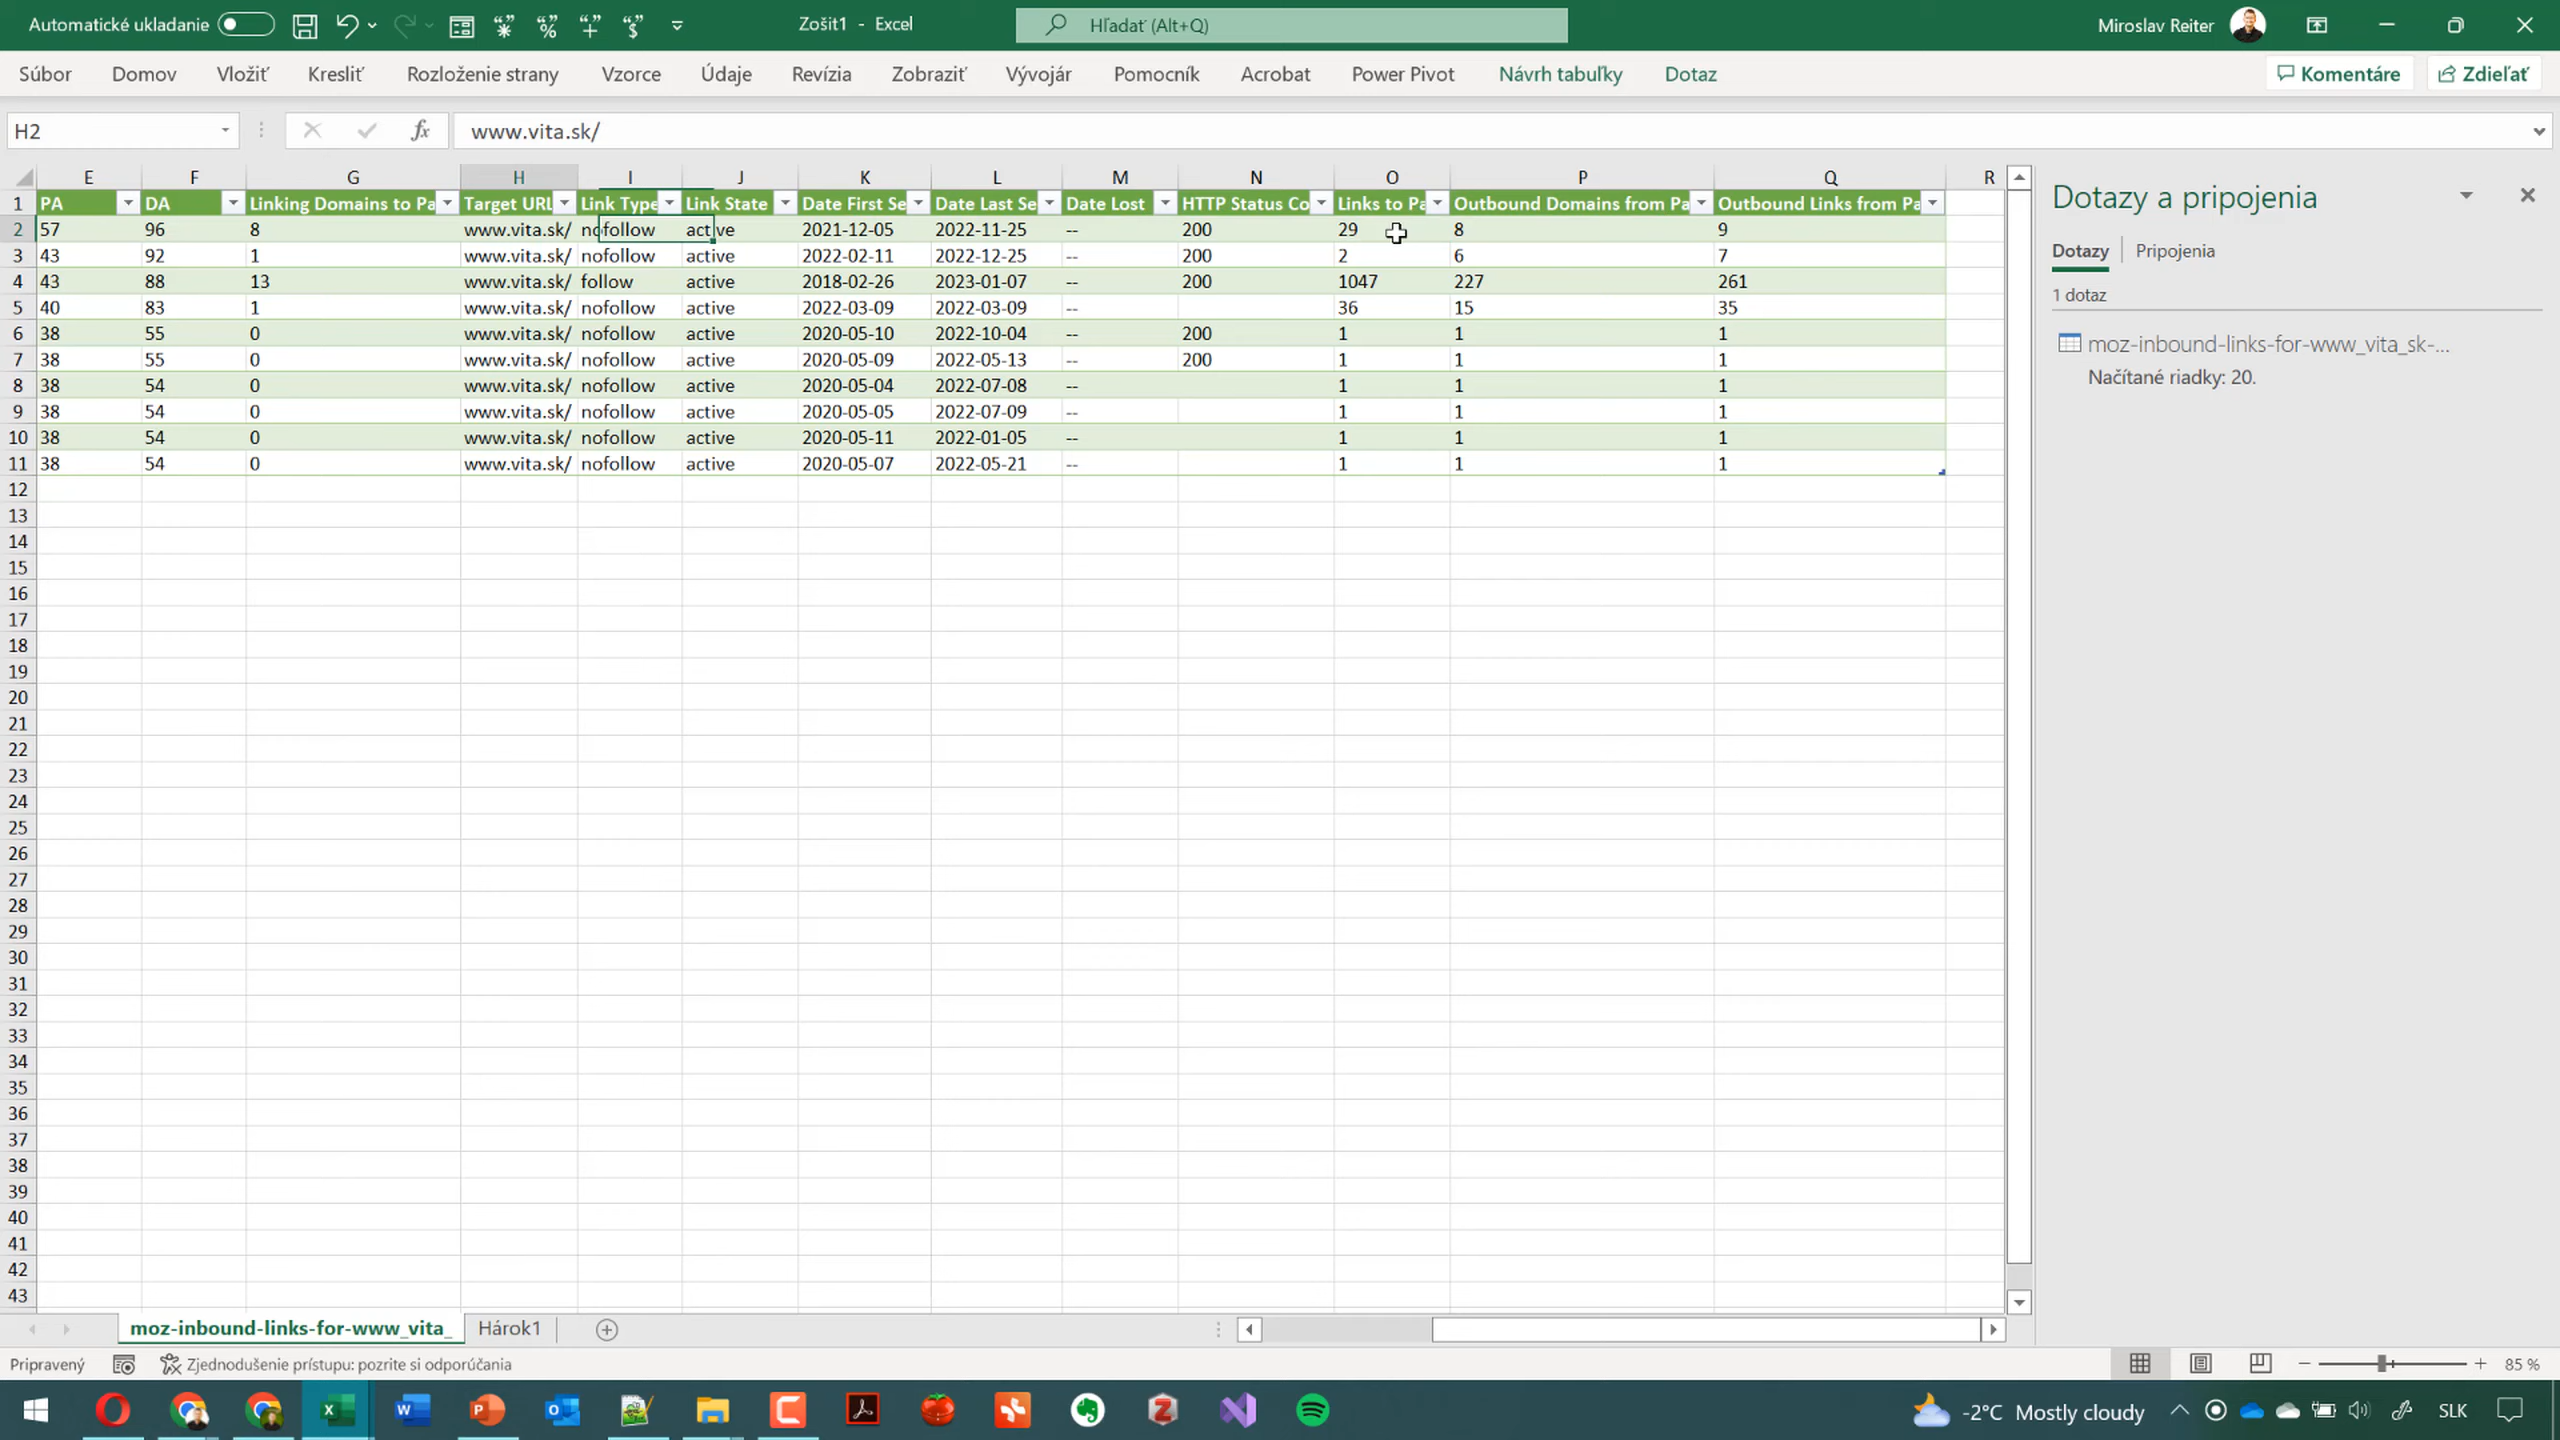 Automatické ukladanie
Zošit1 - Excel
Hľadať (Alt+Q)
Miroslav Reiter
Súbor Domov Vložiť Kresliť Rozloženie strany Vzorce Údaje Revízia Zobraziť Vývojár Pomocník Acrobat Power Pivot Návrh tabuľky Dotaz
Komentáre Zdieľať
H2 fx www.vita.sk/
E F G H I J K L M N O P Q R
1 PA DA Linking Domains to Pa Target URL Link Type Link State Date First Se Date Last Se Date Lost HTTP Status Co Links to Pa Outbound Domains from Pa Outbound Links from Pa
2 57 96 8 www.vita.sk/ nofollow active 2021-12-05 2022-11-25 -- 200 29 8 9
3 43 92 1 www.vita.sk/ nofollow active 2022-02-11 2022-12-25 -- 200 2 6 7
4 43 88 13 www.vita.sk/ follow active 2018-02-26 2023-01-07 -- 200 1047 227 261
5 40 83 1 www.vita.sk/ nofollow active 2022-03-09 2022-03-09 -- 36 15 35
6 38 55 0 www.vita.sk/ nofollow active 2020-05-10 2022-10-04 -- 200 1 1 1
7 38 55 0 www.vita.sk/ nofollow active 2020-05-09 2022-05-13 -- 200 1 1 1
8 38 54 0 www.vita.sk/ nofollow active 2020-05-04 2022-07-08 -- 1 1 1
9 38 54 0 www.vita.sk/ nofollow active 2020-05-05 2022-07-09 -- 1 1 1
10 38 54 0 www.vita.sk/ nofollow active 2020-05-11 2022-01-05 -- 1 1 1
11 38 54 0 www.vita.sk/ nofollow active 2020-05-07 2022-05-21 -- 1 1 1
12
13
14
15
16
17
18
19
20
21
22
23
24
25
26
27
28
29
30
31
32
33
34
35
36
37
38
39
40
41
42
43
Dotazy a pripojenia
Dotazy Pripojenia
1 dotaz
moz-inbound-links-for-www_vita_sk-...
Načítané riadky: 20.
moz-inbound-links-for-www_vita_ Hárok1
Pripravený Zjednodušenie prístupu: pozrite si odporúčania
85 %
-2°C Mostly cloudy
SLK